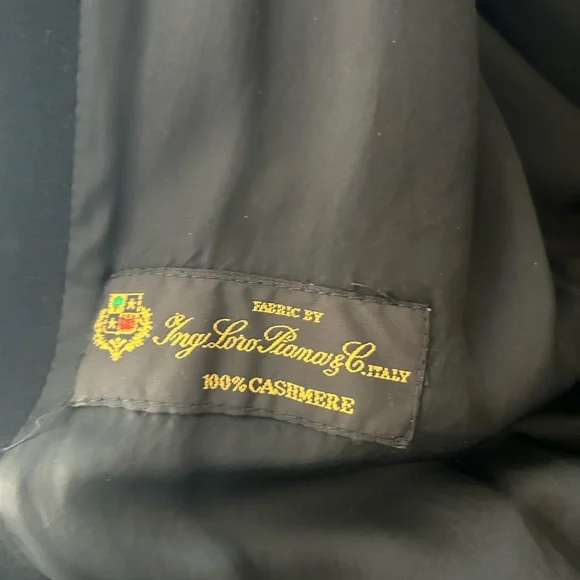 FABRIC BY
Ing. Loro Piana & C. ITALY
100% CASHMERE